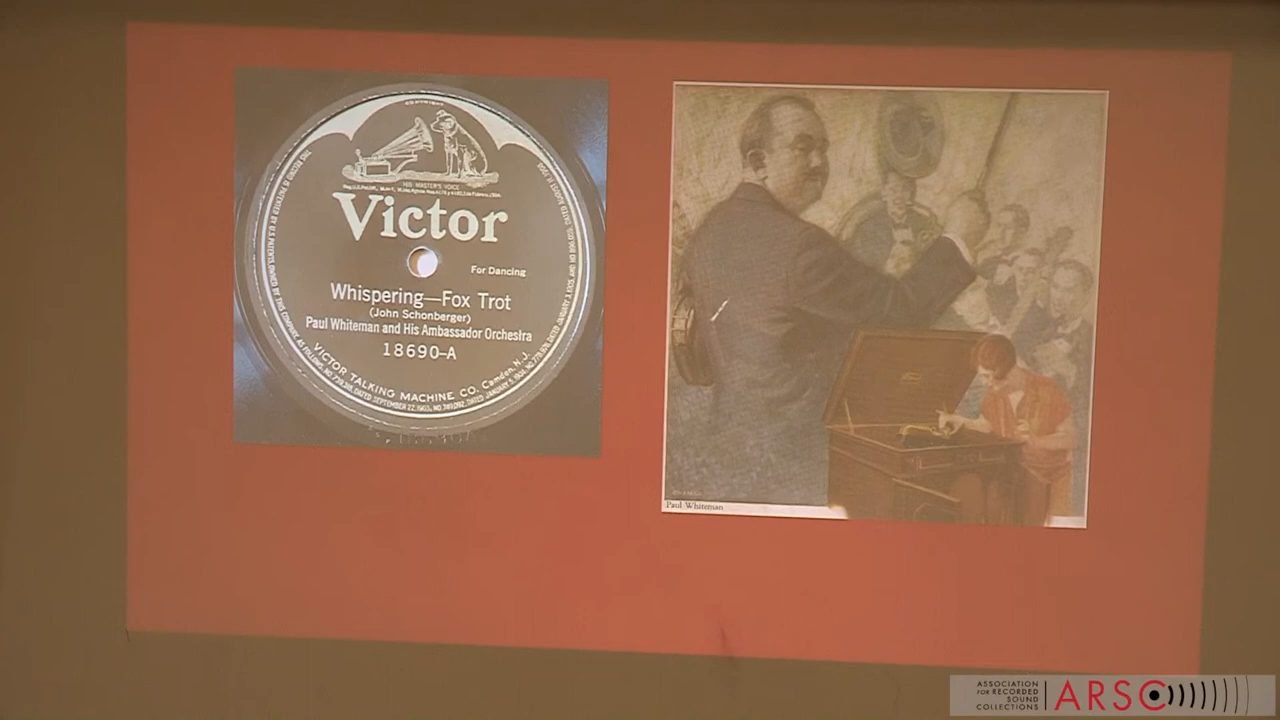 HIS MASTER'S VOICE
Victor
For Dancing
Whispering—Fox Trot
(John Schonberger)
Paul Whiteman and His Ambassador Orchestra
18690-A
VICTOR TALKING MACHINE CO. Camden, N.J.
Paul Whiteman
ASSOCIATION
FOR RECORDED
SOUND
COLLECTIONS
ARSC